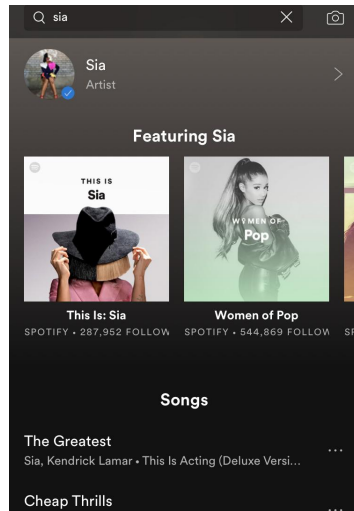 sia
Sia
Artist
Featuring Sia
THIS IS
Sia
WOMEN OF
Pop
This Is: Sia
Women of Pop
SPOTIFY • 287,952 FOLLOW
SPOTIFY • 544,869 FOLLOW
Songs
The Greatest
Sia, Kendrick Lamar • This Is Acting (Deluxe Versi...
Cheap Thrills